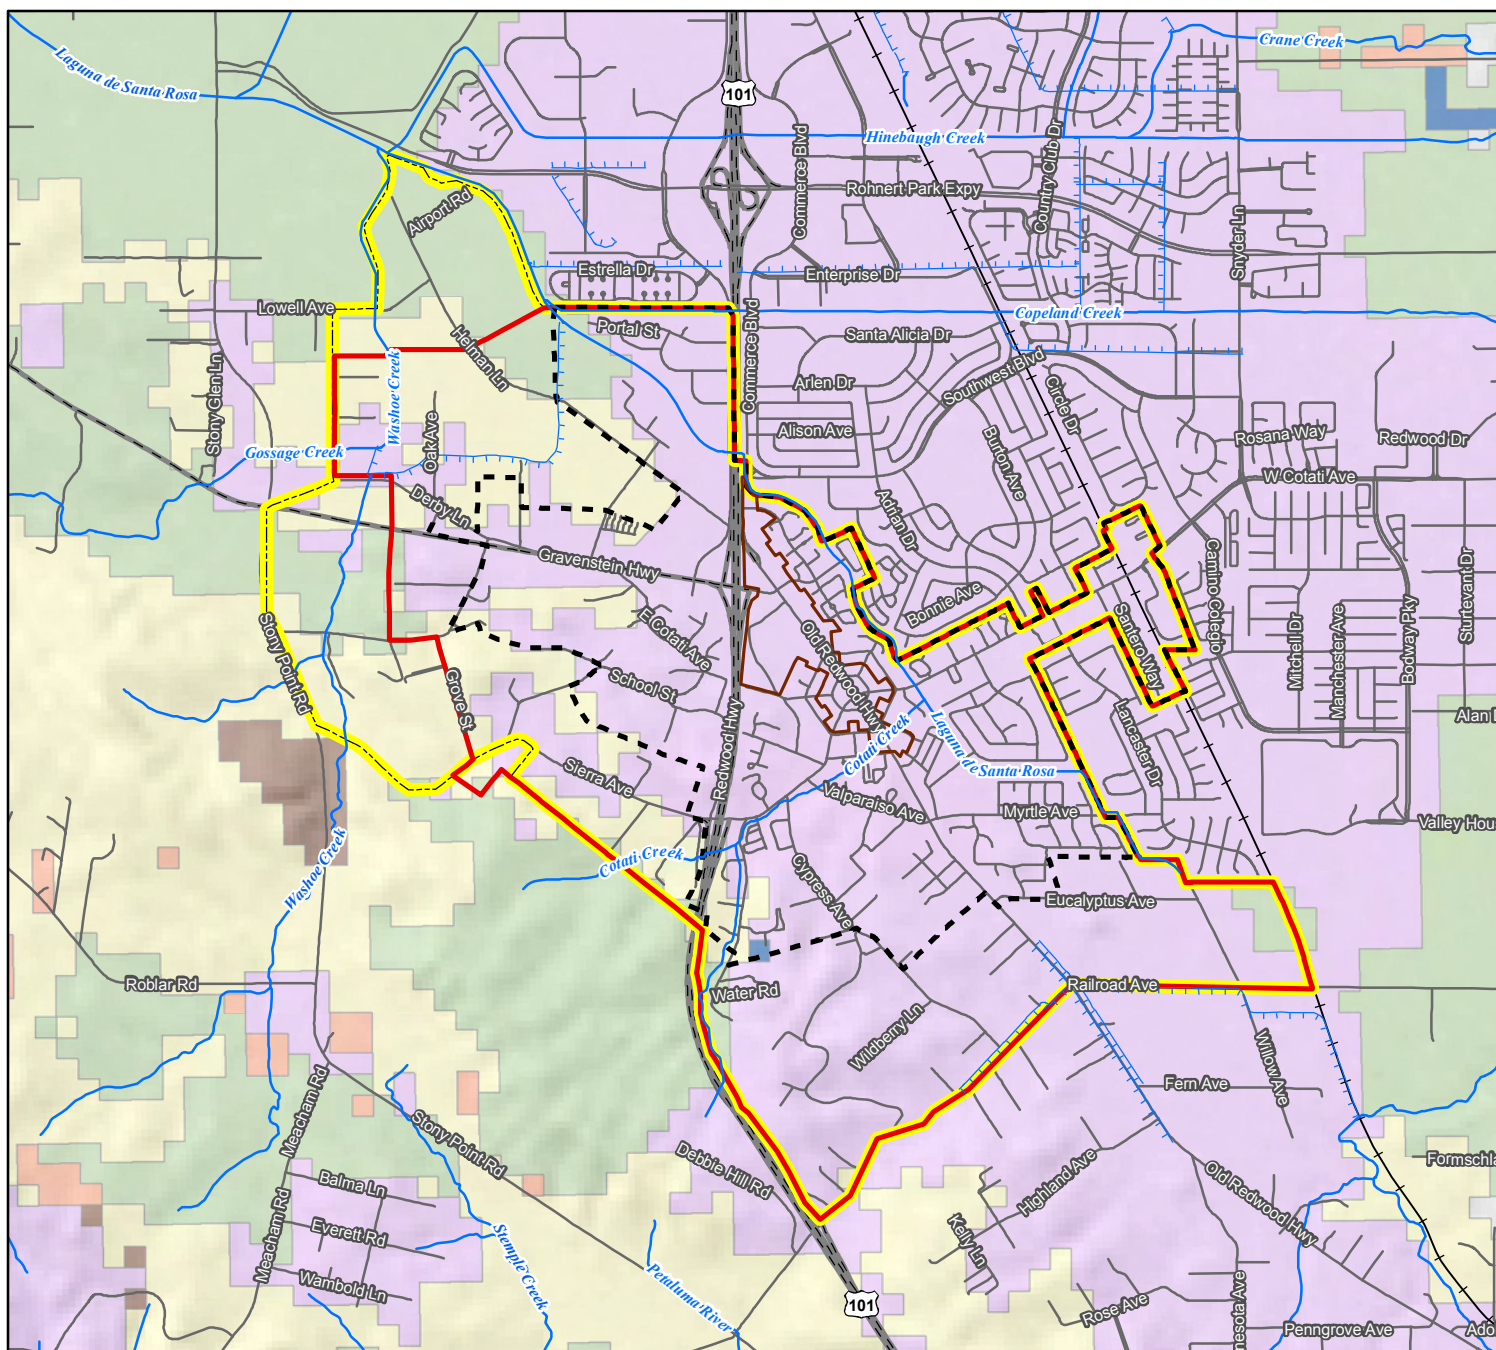 Crane Creek
Laguna de Santa Rosa
101
Hinebaugh Creek
Commerce Blvd
Country Club Dr
Rohnert Park Expy
Airport Rd
Snyder Ln
Estrella Dr
Enterprise Dr
Lowell Ave
Copeland Creek
Portal St
Commerce Blvd
Santa Alicia Dr
Helman Ln
Southwest Blvd
Stony Glen Ln
Washoe Creek
Arlen Dr
Circle Dr
Oak Ave
Alison Ave
Rosana Way
Redwood Dr
Gossage Creek
Burton Ave
W Cotati Ave
Derby Ln
Adrian Dr
Gravenstein Hwy
Camino Colegio
Sturtevant Dr
Bonnie Ave
Stony Point Rd
E Cotati Ave
Old Redwood Hwy
Santero Way
Mitchell Dr
Manchester Ave
Bodway Pky
School St
Grove St
Laguna de Santa Rosa
Lancaster Dr
Alan
Redwood Hwy
Cotati Creek
Sierra Ave
Valparaiso Ave
Myrtle Ave
Valley Hou
Washoe Creek
Cotati Creek
Cypress Ave
Eucalyptus Ave
Roblar Rd
Water Rd
Railroad Ave
Wildberry Ln
Willow Ave
Fern Ave
Meacham Rd
Stony Point Rd
Debbie Hill Rd
Highland Ave
Old Redwood Hwy
Formschla
Balma Ln
Meacham Rd
Everett Rd
Stemple Creek
Kelly Ln
Wambold Ln
Petaluma River
101
Rose Ave
nesota Ave
Penngrove Ave
Ado